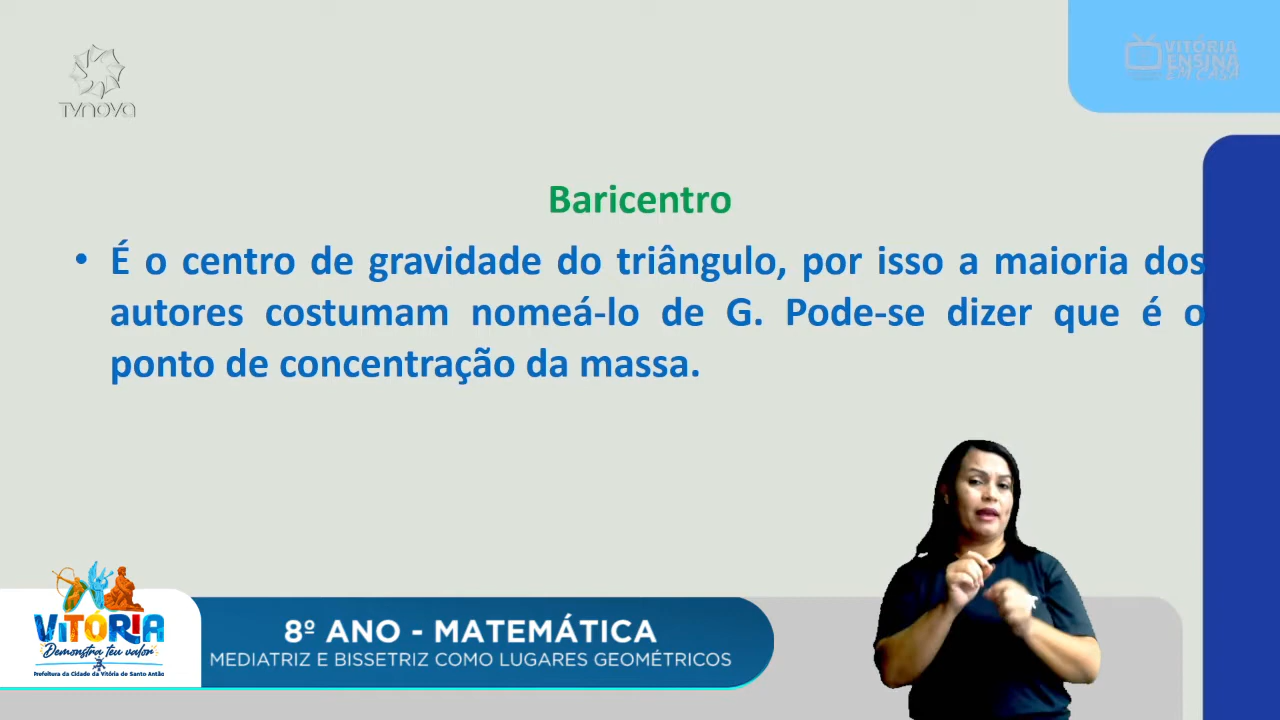 TVNOVA
VITÓRIA
ENSINA
EM CASA
Baricentro
• É o centro de gravidade do triângulo, por isso a maioria dos
autores costumam nomeá-lo de G. Pode-se dizer que é o
ponto de concentração da massa.
VITÓRIA
Demonstra teu valor
Prefeitura da Cidade da Vitória de Santo Antão
8º ANO - MATEMÁTICA
MEDIATRIZ E BISSETRIZ COMO LUGARES GEOMÉTRICOS